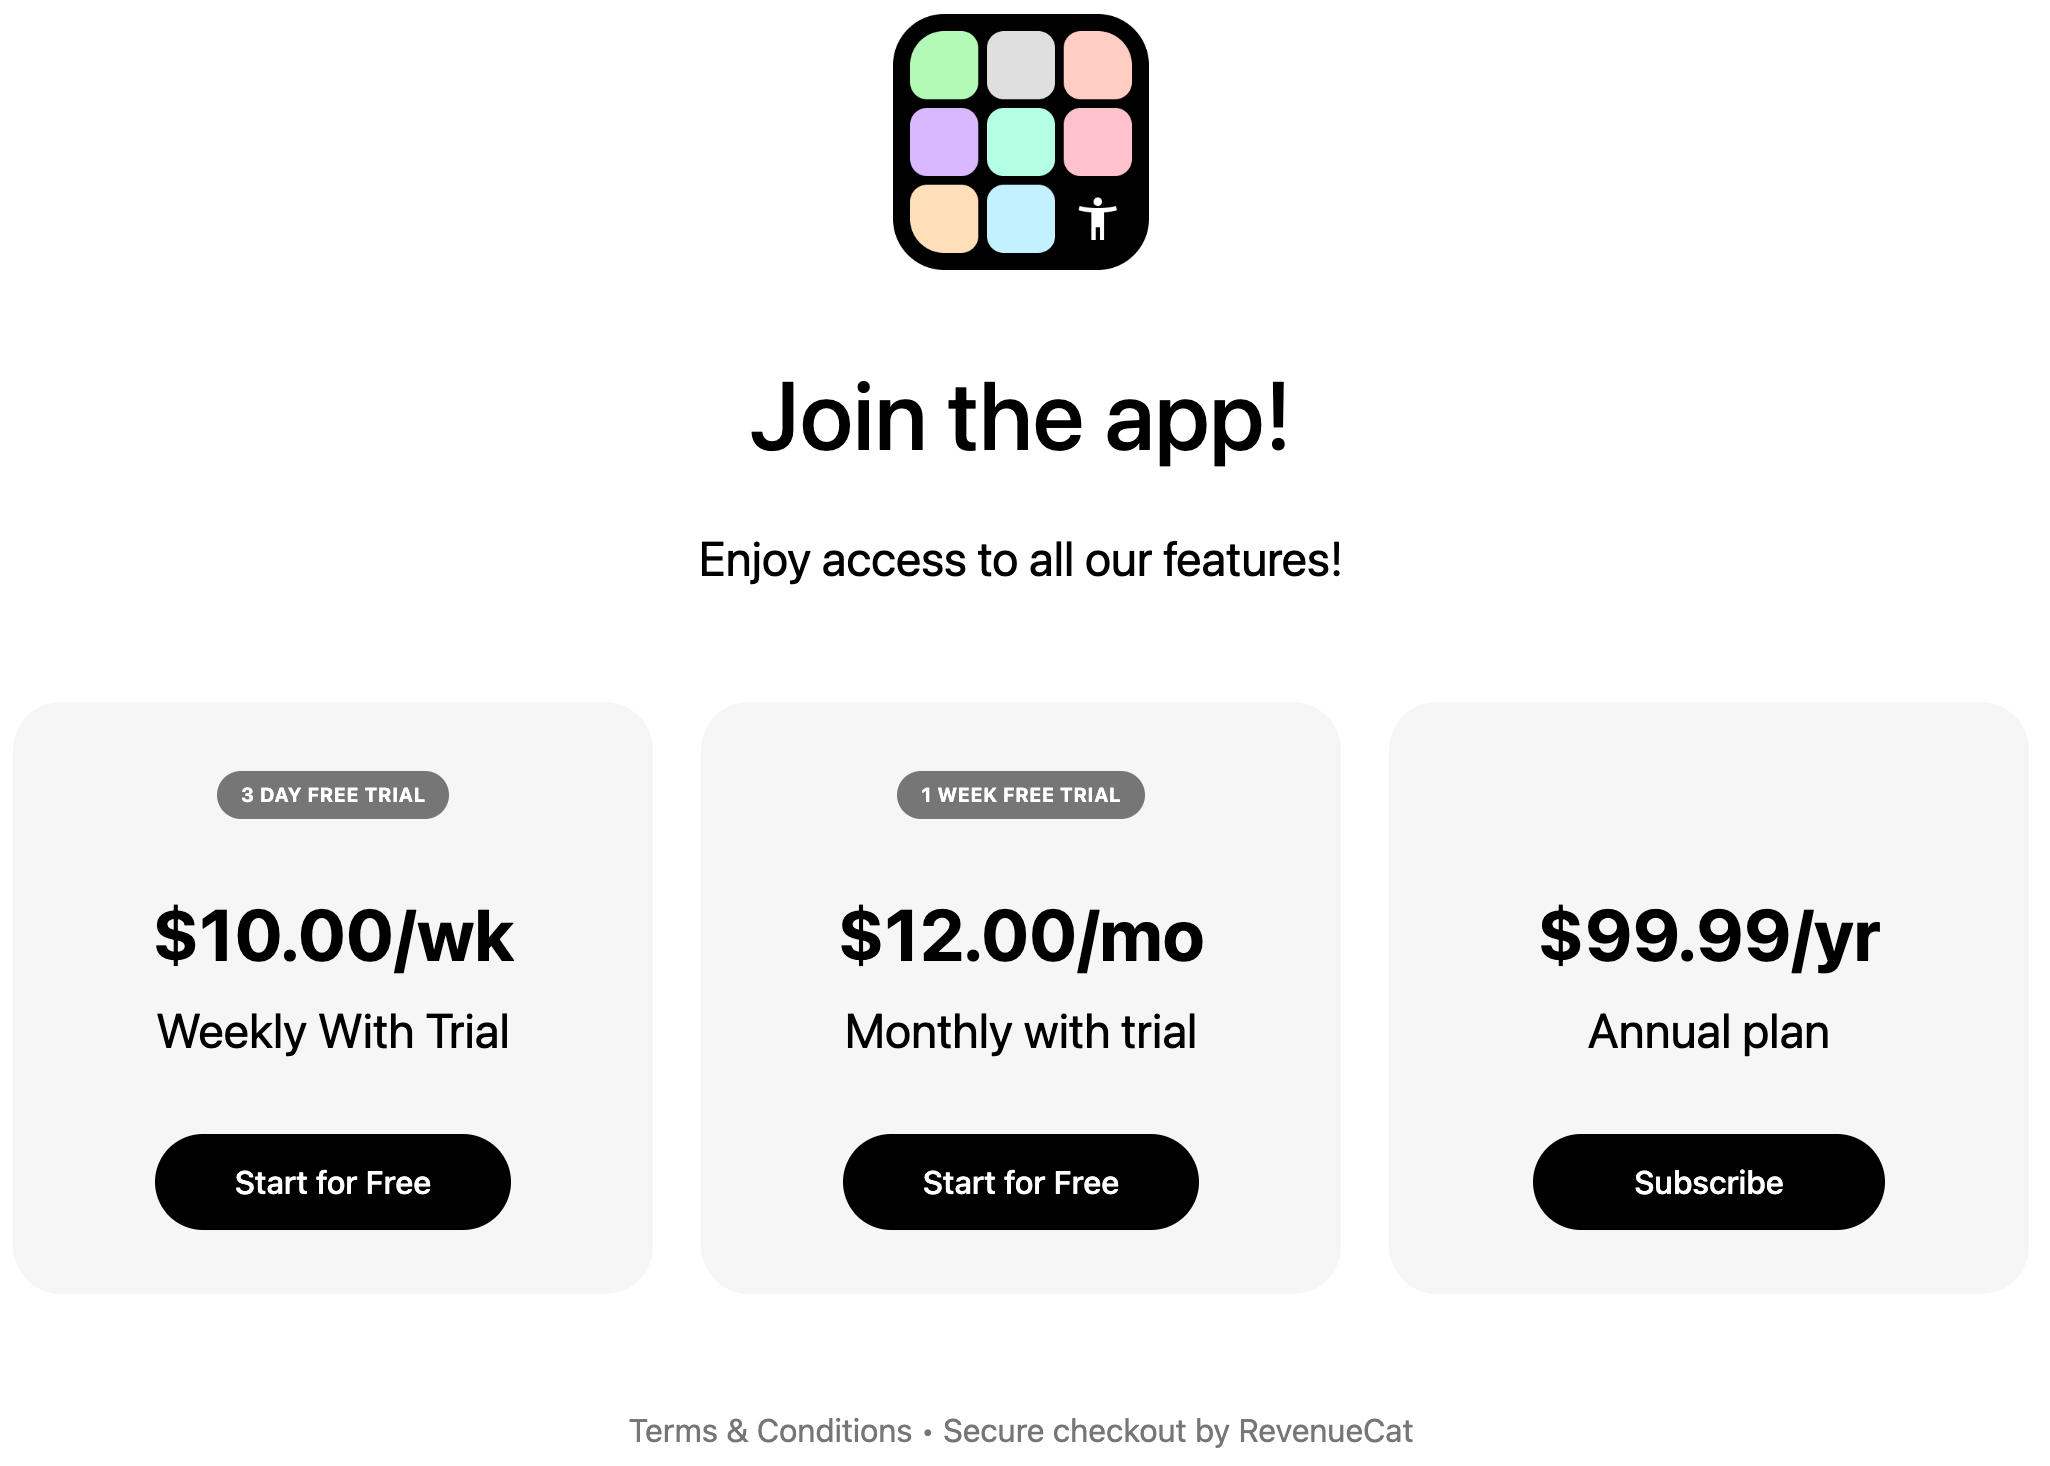 Join the app!
Enjoy access to all our features!
3 DAY FREE TRIAL
$10.00/wk
Weekly With Trial
Start for Free
1 WEEK FREE TRIAL
$12.00/mo
Monthly with trial
Start for Free
$99.99/yr
Annual plan
Subscribe
Terms & Conditions • Secure checkout by RevenueCat